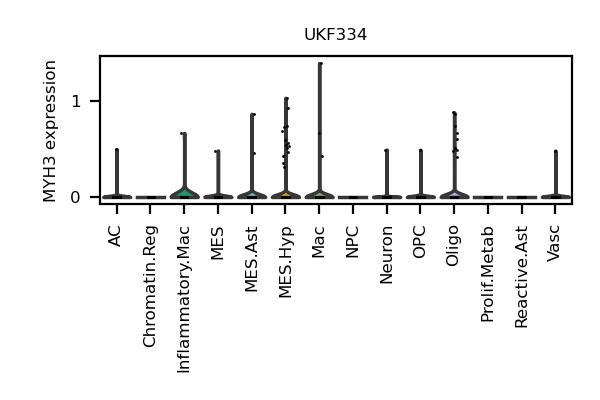 UKF334
MYH3 expression
1
0
AC
Chromatin.Reg
Inflammatory.Mac
MES
MES.Ast
MES.Hyp
Mac
NPC
Neuron
OPC
Oligo
Prolif.Metab
Reactive.Ast
Vasc